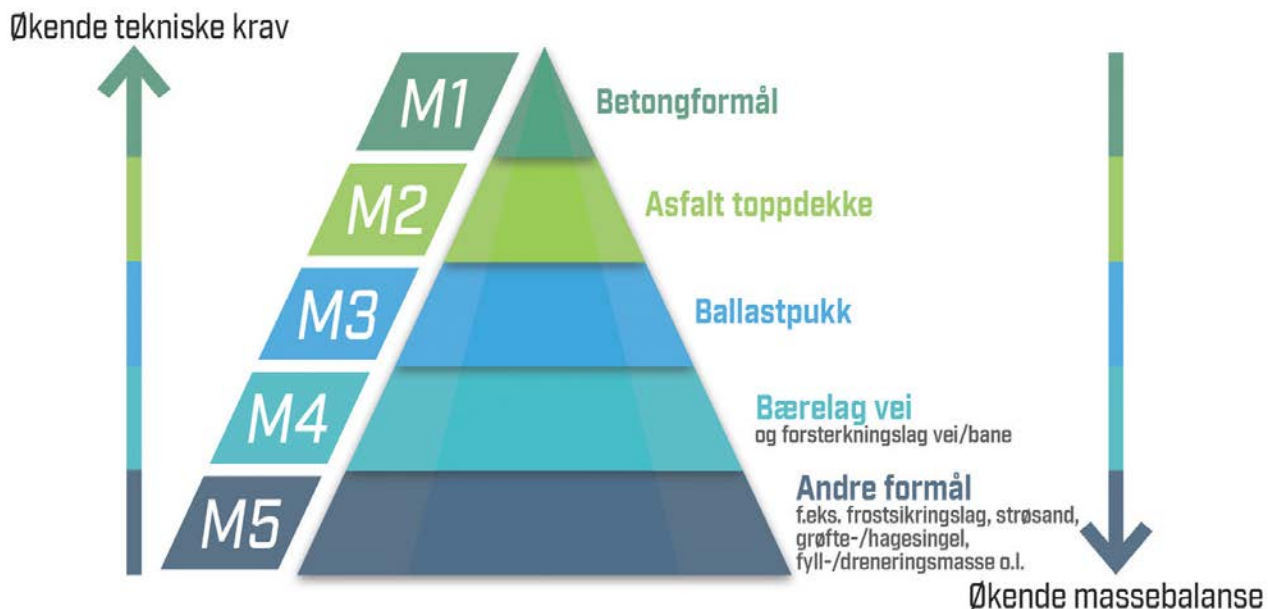 Økende tekniske krav
M1
Betongformål
M2
Asfalt toppdekke
M3
Ballastpukk
M4
Bærelag vei
og forsterkningslag vei/bane
M5
Andre formål
f.eks. frostsikringslag, strøsand,
grøfte-/hagesingel,
fyll-/dreneringsmasse o.l.
Økende massebalanse